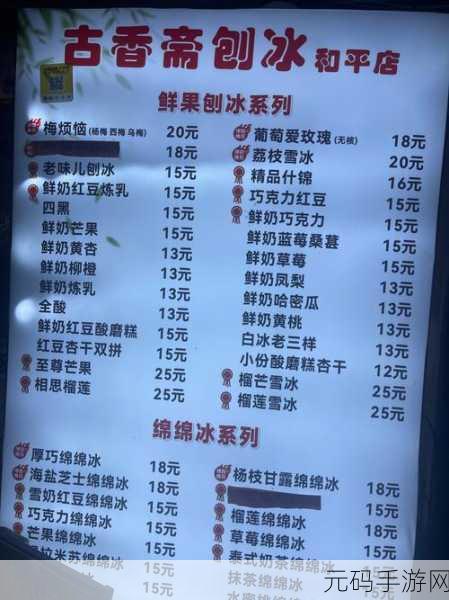 古香斋刨冰 和平店
鲜果刨冰系列
梅烦恼(杨梅 西梅 乌梅) 20元
18元
老味儿刨冰 15元
鲜奶红豆炼乳 15元
四黑 15元
鲜奶芒果 15元
鲜奶黄杏 13元
鲜奶柳橙 13元
鲜奶炼乳 13元
全酸 13元
鲜奶红豆酸磨糕 15元
红豆杏干双拼 15元
至尊芒果 25元
相思榴莲 25元
葡萄爱玫瑰(无核) 18元
荔枝雪冰 20元
精品什锦 16元
巧克力红豆 15元
鲜奶巧克力 15元
鲜奶蓝莓桑葚 15元
鲜奶草莓 15元
鲜奶凤梨 13元
鲜奶哈密瓜 13元
鲜奶黄桃 13元
白冰老三样 13元
小份酸磨糕杏干 12元
榴芒雪冰 25元
榴莲雪冰 25元
绵绵冰系列
厚巧绵绵冰 18元
海盐芝士绵绵冰 18元
雪奶红豆绵绵冰 15元
巧克力绵绵冰 15元
芒果绵绵冰 15元
拉米苏绵绵冰 15元
杨枝甘露绵绵冰 18元
15元
榴莲绵绵冰 15元
草莓绵绵冰 15元
泰式奶茶绵绵冰 15元
抹茶绵绵冰
元码手游网